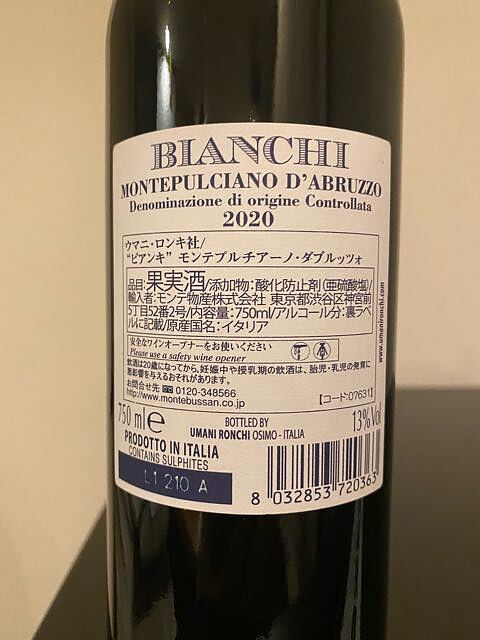 BIANCHI
MONTEPULCIANO D'ABRUZZO
Denominazione di origine Controllata
2020
ウマニ・ロンキ社/
"ビアンキ" モンテプルチアーノ・ダブルッツォ
品目:果実酒/添加物:酸化防止剤(亜硫酸塩)/
輸入者:モンテ物産株式会社 東京都渋谷区神宮前
5丁目52番2号/内容量:750ml/アルコール分:裏ラベ
ルに記載/原産国名:イタリア
安全なワインオープナーをお使いください
Please use a safety wine opener
飲酒は20歳になってから。妊娠中や授乳期の飲酒は、胎児・乳児の発育に
悪影響を与えるおそれがあります。
お問合せ先 0120-348566
http://www.montebussan.co.jp
【コード:07631】
www.umanironchi.com
750 ml e
BOTTLED BY
UMANI RONCHI OSIMO - ITALIA
13% Vol
PRODOTTO IN ITALIA
CONTAINS SULPHITES
L1 210 A
8 032853 720363